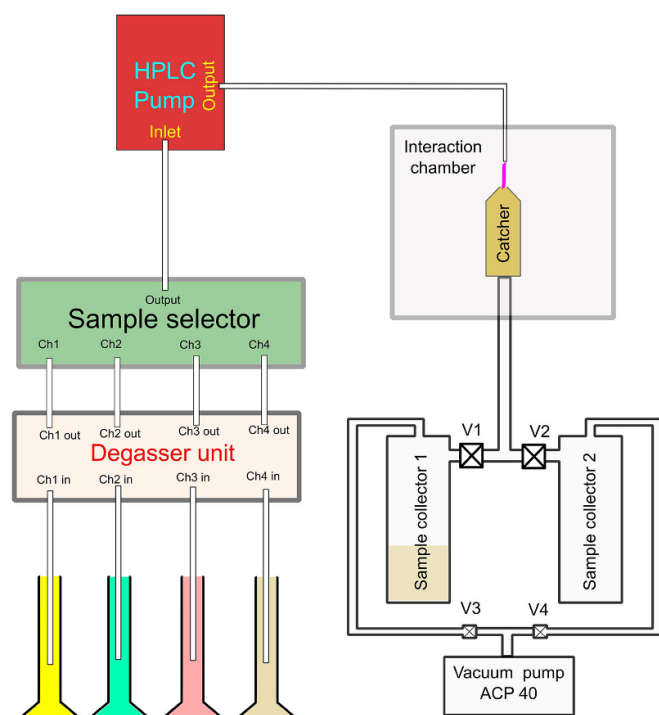 HPLC
Pump
Output
Inlet
Interaction
chamber
Catcher
Output
Sample selector
Ch1
Ch2
Ch3
Ch4
Ch1 out
Ch2 out
Ch3 out
Ch4 out
Degasser unit
Ch1 in
Ch2 in
Ch3 in
Ch4 in
V1
V2
Sample collector 1
Sample collector 2
V3
V4
Vacuum pump
ACP 40